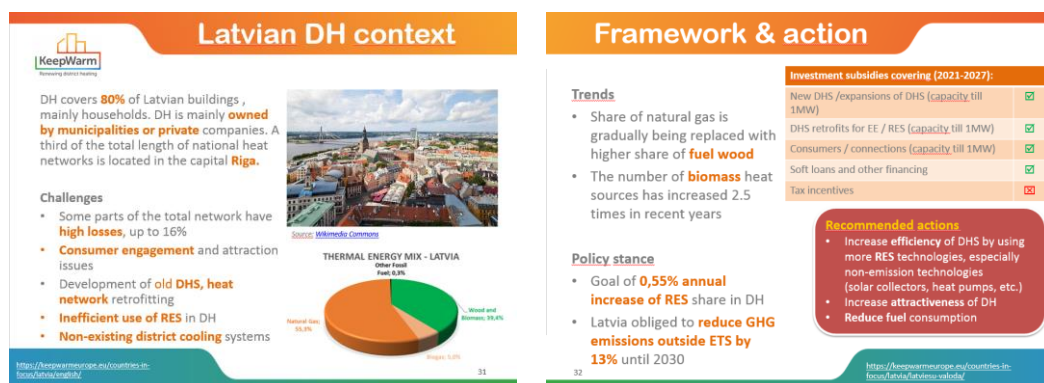 Latvian DH context
KeepWarm
Renewing district heating
DH covers 80% of Latvian buildings ,
mainly households. DH is mainly owned
by municipalities or private companies. A
third of the total length of national heat
networks is located in the capital Riga.
Challenges
• Some parts of the total network have
high losses, up to 16%
• Consumer engagement and attraction
issues
• Development of old DHS, heat
network retrofitting
• Inefficient use of RES in DH
• Non-existing district cooling systems
Source: Wikimedia Commons
THERMAL ENERGY MIX - LATVIA
Other Fossil
Fuel; 0,3%
Natural Gas;
Wood and
Biomass; 39,4%
Biogas; 5,0%
https://keepwarmeurope.eu/countries-in-
focus/latvia/english/
31
Framework & action
Trends
• Share of natural gas is
gradually being replaced with
higher share of fuel wood
• The number of biomass heat
sources has increased 2.5
times in recent years
Policy stance
• Goal of 0,55% annual
increase of RES share in DH
• Latvia obliged to reduce GHG
emissions outside ETS by
13% until 2030
32
Investment subsidies covering (2021-2027):
New DHS /expansions of DHS (capacity till
1MW)
DHS retrofits for EE / RES (capacity till 1MW)
Consumers / connections (capacity till 1MW)
Soft loans and other financing
Tax incentives
Recommended actions
• Increase efficiency of DHS by using
more RES technologies, especially
non-emission technologies
(solar collectors, heat pumps, etc.)
• Increase attractiveness of DH
• Reduce fuel consumption
https://keepwarmeurope.eu/countries-in-
focus/latvia/latviesu-valoda/